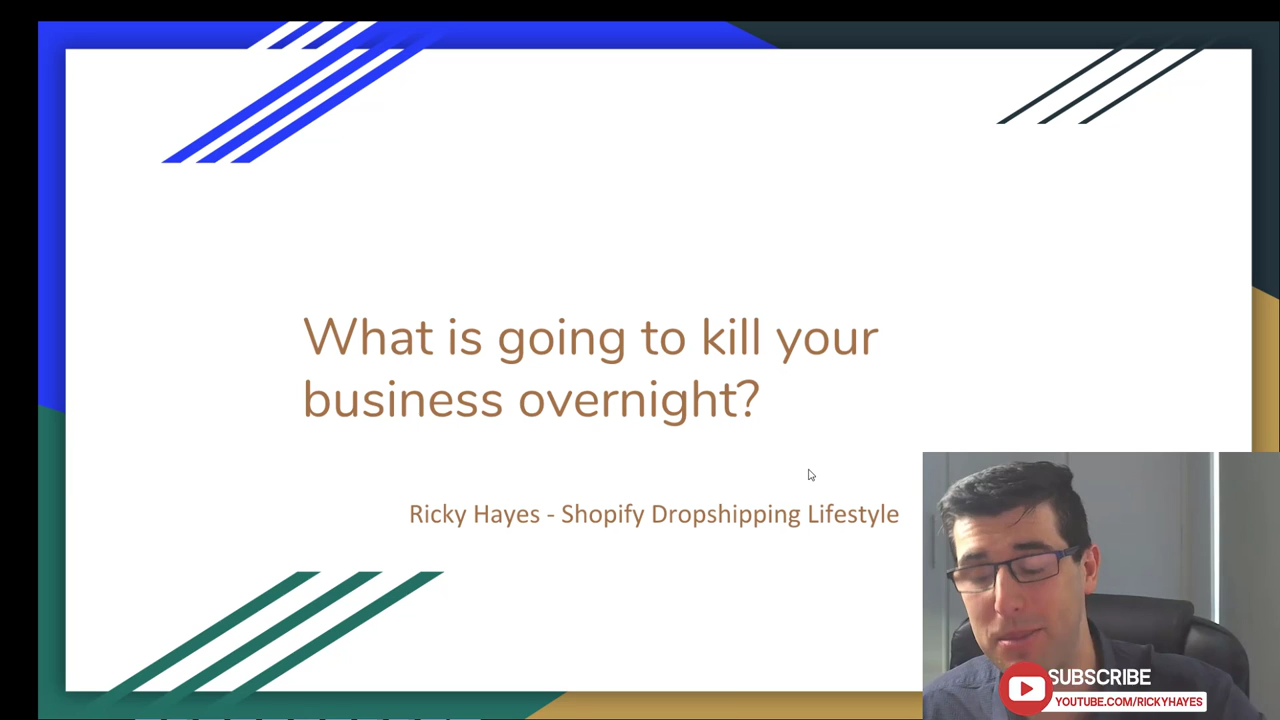 What is going to kill your
business overnight?
Ricky Hayes - Shopify Dropshipping Lifestyle
SUBSCRIBE
YOUTUBE.COM/RICKYHAYES